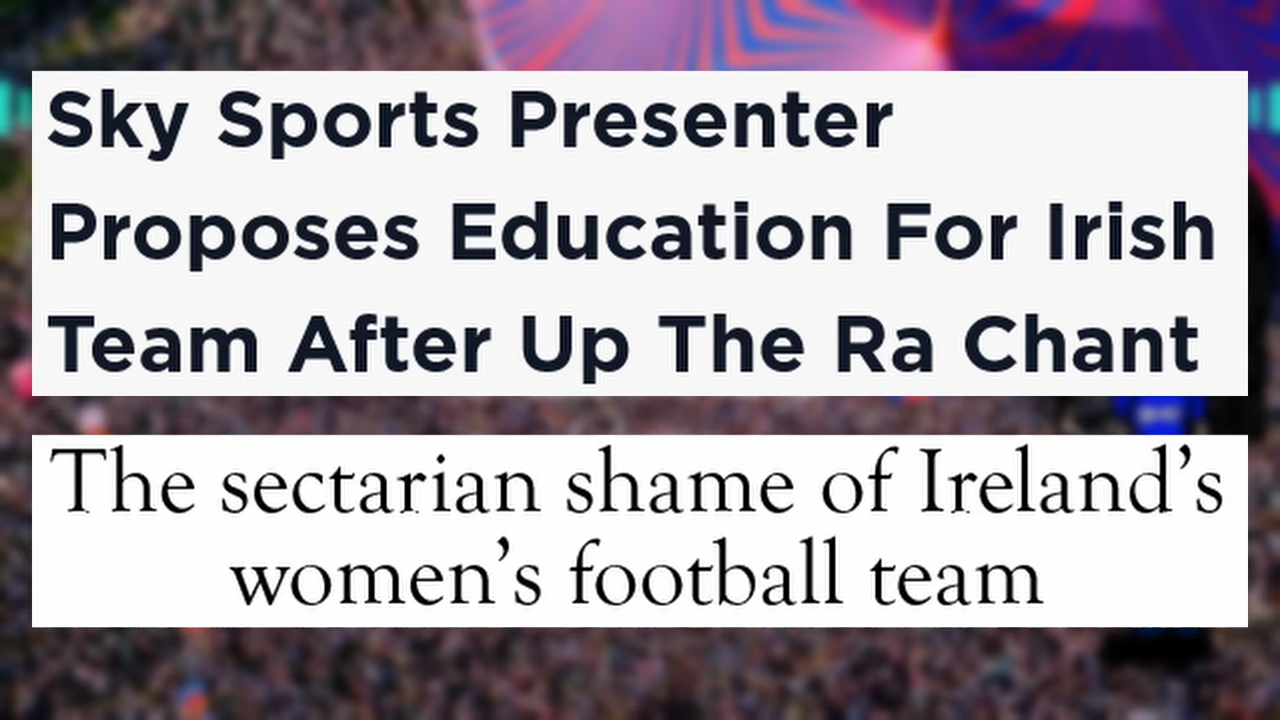 Sky Sports Presenter
Proposes Education For Irish
Team After Up The Ra Chant
The sectarian shame of Ireland’s
women’s football team